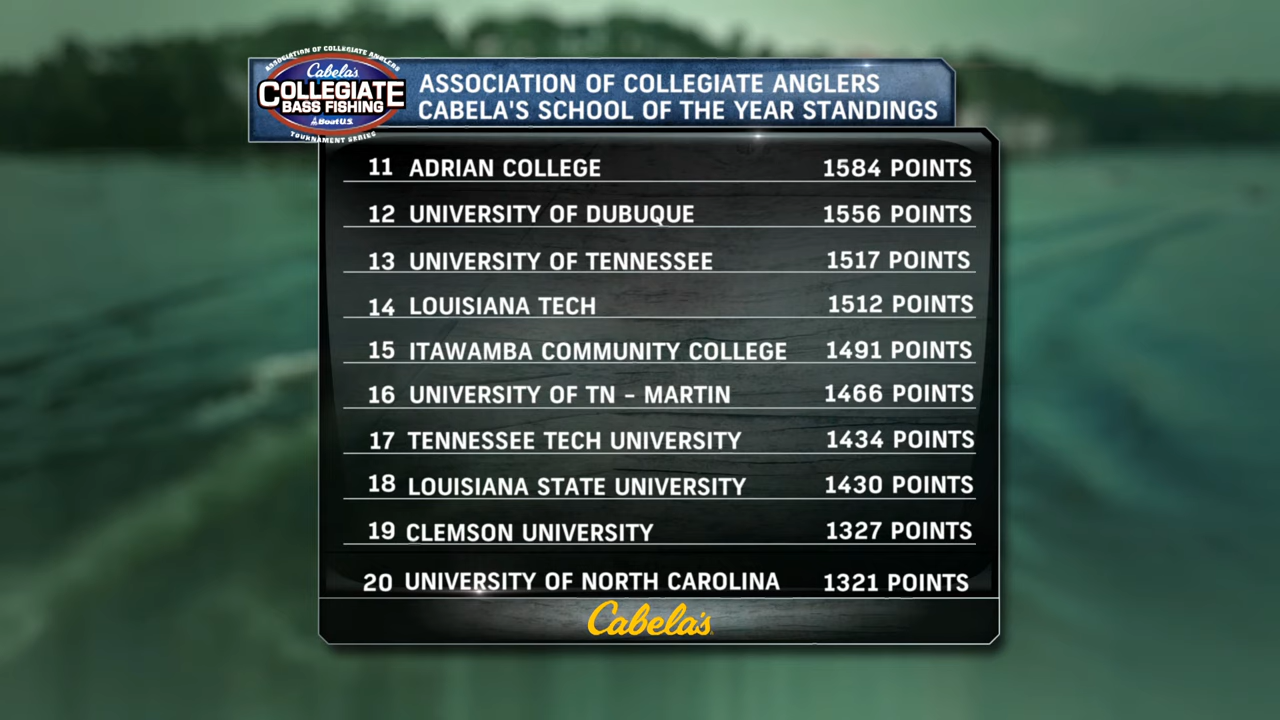 ASSOCIATION OF COLLEGIATE ANGLERS
Cabela's
COLLEGIATE
BASS FISHING
BoatU.S.
TOURNAMENT SERIES
ASSOCIATION OF COLLEGIATE ANGLERS
CABELA'S SCHOOL OF THE YEAR STANDINGS
11 ADRIAN COLLEGE 1584 POINTS
12 UNIVERSITY OF DUBUQUE 1556 POINTS
13 UNIVERSITY OF TENNESSEE 1517 POINTS
14 LOUISIANA TECH 1512 POINTS
15 ITAWAMBA COMMUNITY COLLEGE 1491 POINTS
16 UNIVERSITY OF TN - MARTIN 1466 POINTS
17 TENNESSEE TECH UNIVERSITY 1434 POINTS
18 LOUISIANA STATE UNIVERSITY 1430 POINTS
19 CLEMSON UNIVERSITY 1327 POINTS
20 UNIVERSITY OF NORTH CAROLINA 1321 POINTS
Cabela's